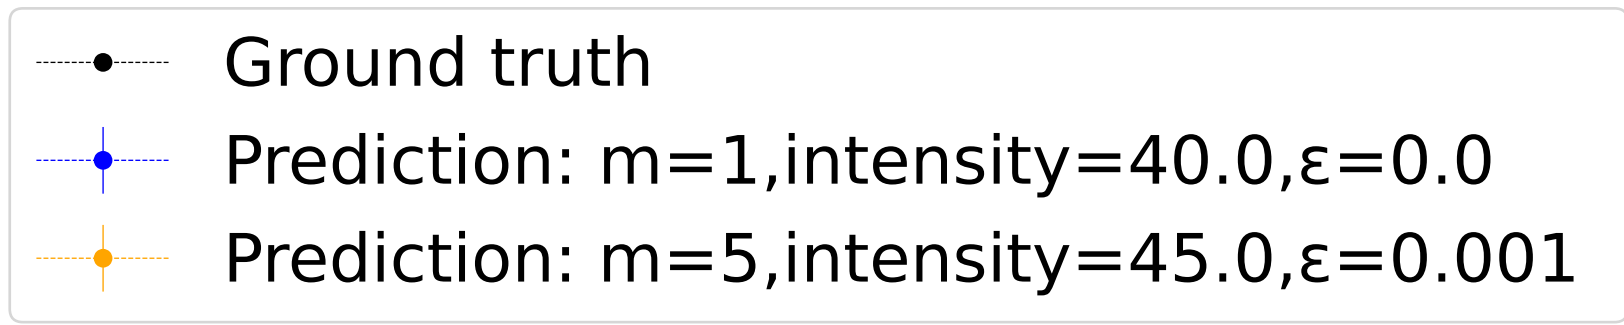 Ground truth
Prediction: m=1,intensity=40.0,ε=0.0
Prediction: m=5,intensity=45.0,ε=0.001